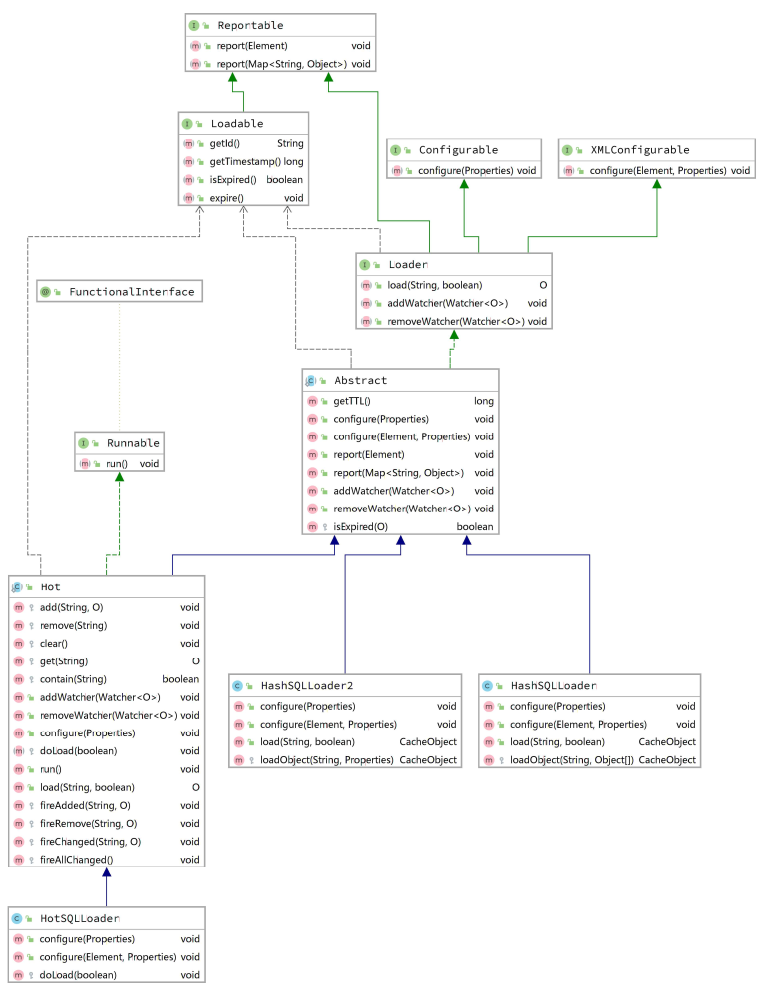 Reportable
report(Element) void
report(Map<String, Object>) void
Loadable
getId() String
getTimestamp() long
isExpired() boolean
expire() void
Configurable
configure(Properties) void
XMLConfigurable
configure(Element, Properties) void
Loader
load(String, boolean) O
addWatcher(Watcher<O>) void
removeWatcher(Watcher<O>) void
FunctionalInterface
Runnable
run() void
Abstract
getTTL() long
configure(Properties) void
configure(Element, Properties) void
report(Element) void
report(Map<String, Object>) void
addWatcher(Watcher<O>) void
removeWatcher(Watcher<O>) void
isExpired(O) boolean
Hot
add(String, O) void
remove(String) void
clear() void
get(String) O
contain(String) boolean
addWatcher(Watcher<O>) void
removeWatcher(Watcher<O>) void
configure(Properties) void
doLoad(boolean) void
run() void
load(String, boolean) O
fireAdded(String, O) void
fireRemove(String, O) void
fireChanged(String, O) void
fireAllChanged() void
HashSQLLoader2
configure(Properties) void
configure(Element, Properties) void
load(String, boolean) CacheObject
loadObject(String, Properties) CacheObject
HashSQLLoader
configure(Properties) void
configure(Element, Properties) void
load(String, boolean) CacheObject
loadObject(String, Object[]) CacheObject
HotSQLLoader
configure(Properties) void
configure(Element, Properties) void
doLoad(boolean) void